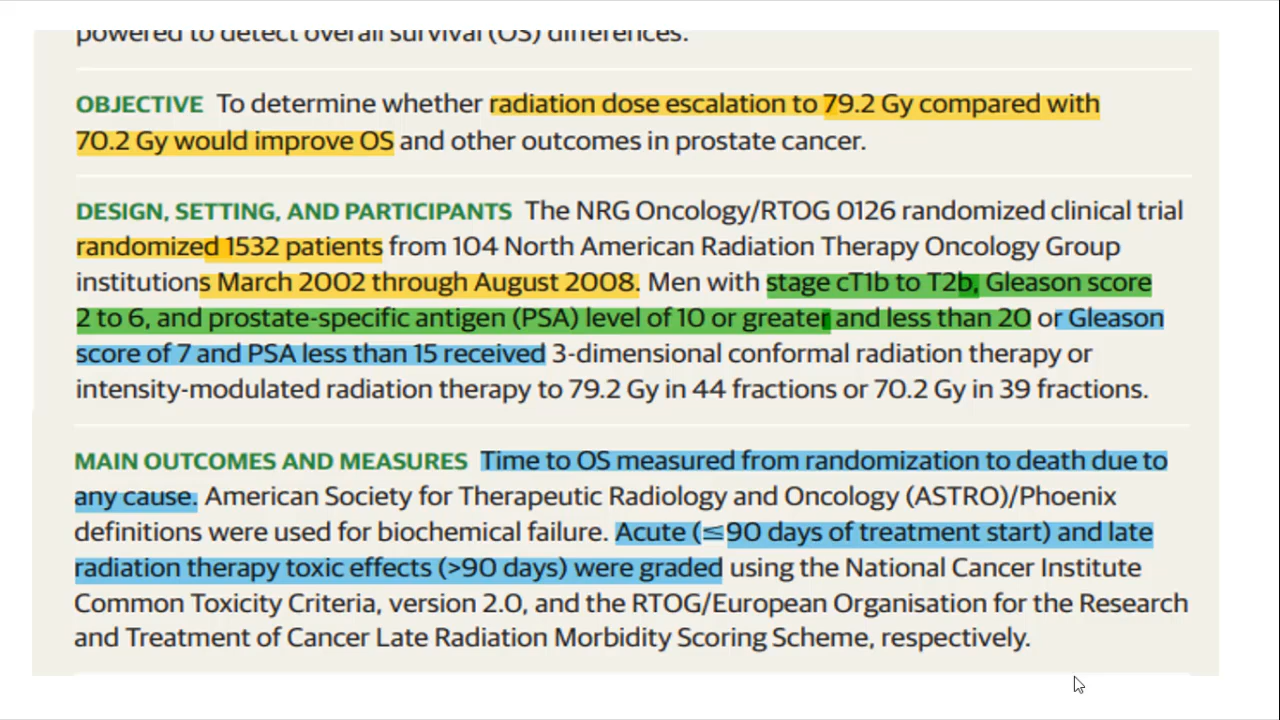 powered to detect overall survival (OS) differences.
OBJECTIVE To determine whether radiation dose escalation to 79.2 Gy compared with
70.2 Gy would improve OS and other outcomes in prostate cancer.
DESIGN, SETTING, AND PARTICIPANTS The NRG Oncology/RTOG 0126 randomized clinical trial
randomized 1532 patients from 104 North American Radiation Therapy Oncology Group
institutions March 2002 through August 2008. Men with stage cT1b to T2b, Gleason score
2 to 6, and prostate-specific antigen (PSA) level of 10 or greater and less than 20 or Gleason
score of 7 and PSA less than 15 received 3-dimensional conformal radiation therapy or
intensity-modulated radiation therapy to 79.2 Gy in 44 fractions or 70.2 Gy in 39 fractions.
MAIN OUTCOMES AND MEASURES Time to OS measured from randomization to death due to
any cause. American Society for Therapeutic Radiology and Oncology (ASTRO)/Phoenix
definitions were used for biochemical failure. Acute (≤90 days of treatment start) and late
radiation therapy toxic effects (>90 days) were graded using the National Cancer Institute
Common Toxicity Criteria, version 2.0, and the RTOG/European Organisation for the Research
and Treatment of Cancer Late Radiation Morbidity Scoring Scheme, respectively.